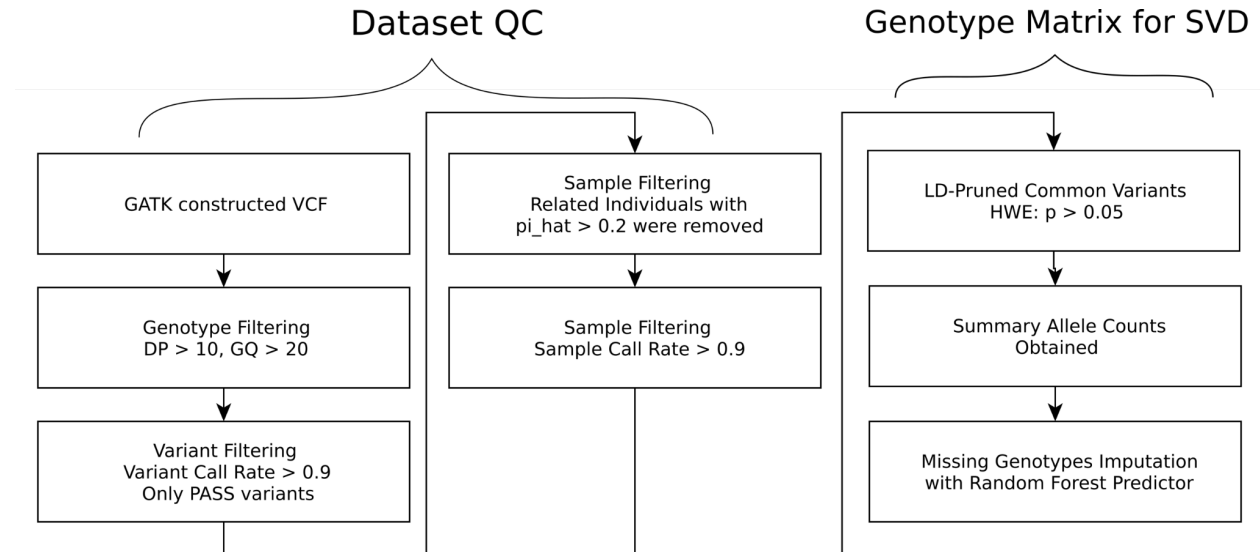 Dataset QC
GATK constructed VCF
Genotype Filtering
DP > 10, GQ > 20
Variant Filtering
Variant Call Rate > 0.9
Only PASS variants
Sample Filtering
Related Individuals with
pi_hat > 0.2 were removed
Sample Filtering
Sample Call Rate > 0.9
Genotype Matrix for SVD
LD-Pruned Common Variants
HWE: p > 0.05
Summary Allele Counts
Obtained
Missing Genotypes Imputation
with Random Forest Predictor